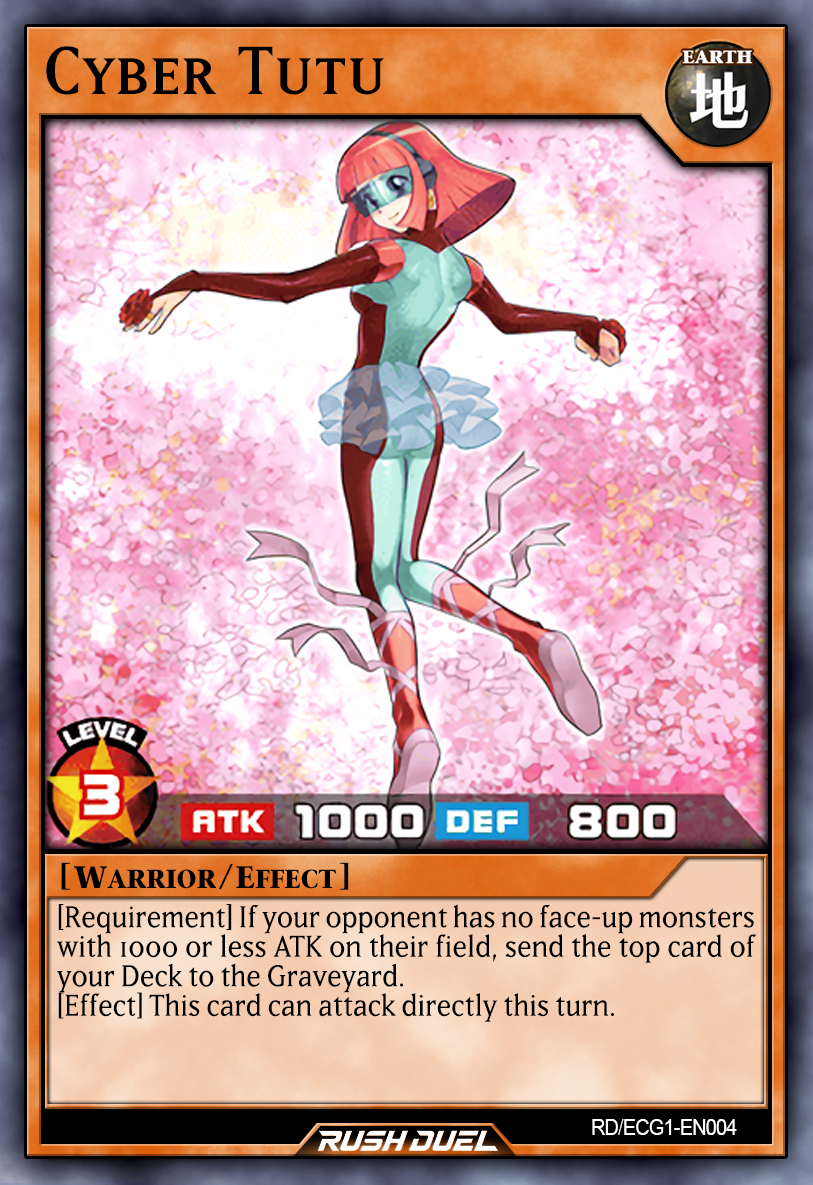 Cyber Tutu
EARTH
地
LEVEL
3
ATK 1000 DEF 800
[Warrior/Effect]
[Requirement] If your opponent has no face-up monsters
with 1000 or less ATK on their field, send the top card of
your Deck to the Graveyard.
[Effect] This card can attack directly this turn.
RD/ECG1-EN004
RUSH DUEL